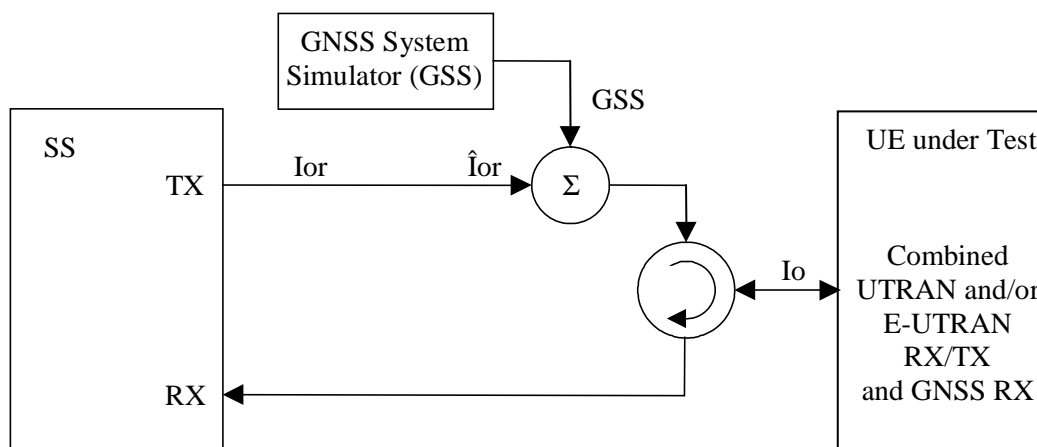 GNSS System
Simulator (GSS)
GSS
SS
TX
Ior
Îor
Σ
UE under Test
Io
Combined
UTRAN and/or
E-UTRAN
RX/TX
and GNSS RX
RX